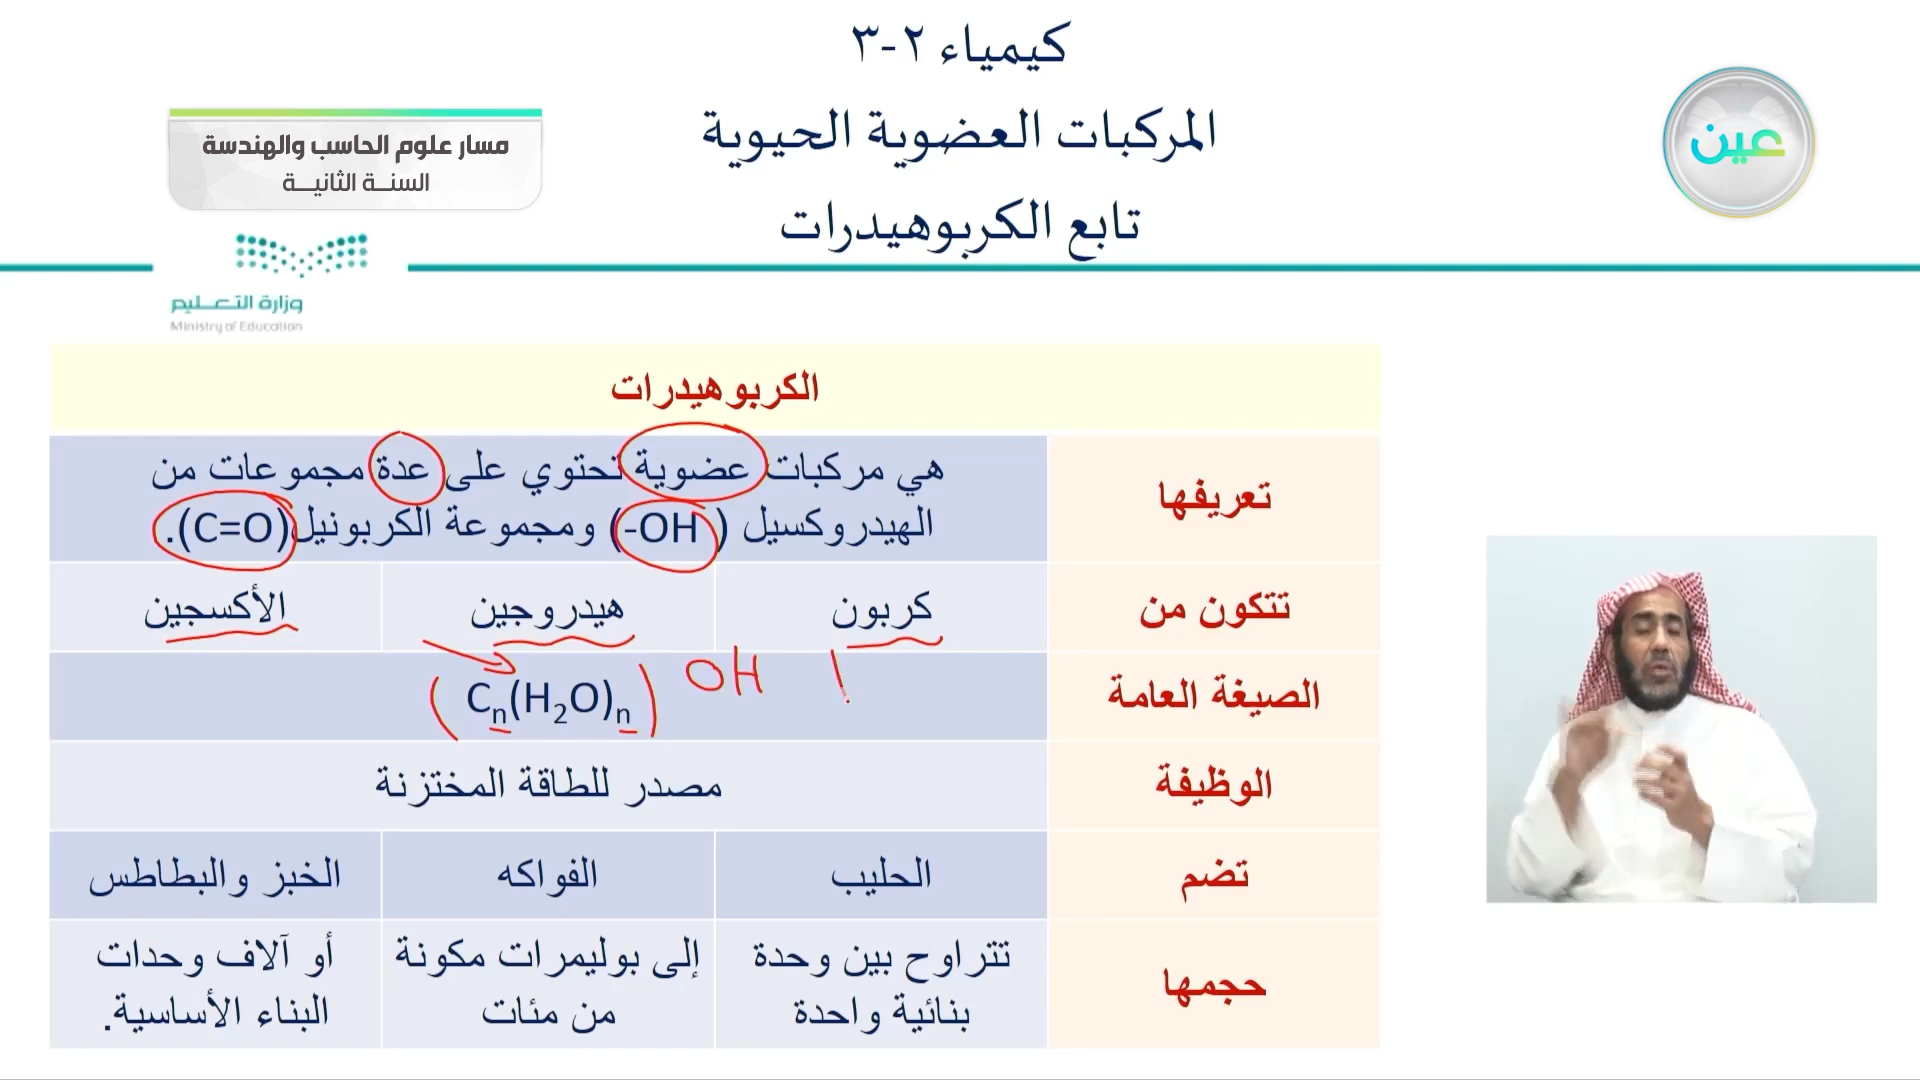 كيمياء ٢-٣
المركبات العضوية الحيوية
تابع الكربوهيدرات
عين
مسار علوم الحاسب والهندسة
السنة الثانية
وزارة التعليم
Ministry of Education
الكربوهيدرات
تعريفها
هي مركبات عضوية تحتوي على عدة مجموعات من
الهيدروكسيل (-OH) ومجموعة الكربونيل(C=O).
تتكون من
كربون
هيدروجين
الأكسجين
الصيغة العامة
Cₙ(H₂O)ₙ
OH
الوظيفة
مصدر للطاقة المختزنة
تضم
الحليب
الفواكه
الخبز والبطاطس
حجمها
تتراوح بين وحدة
بنائية واحدة
إلى بوليمرات مكونة
من مئات
أو آلاف وحدات
البناء الأساسية.